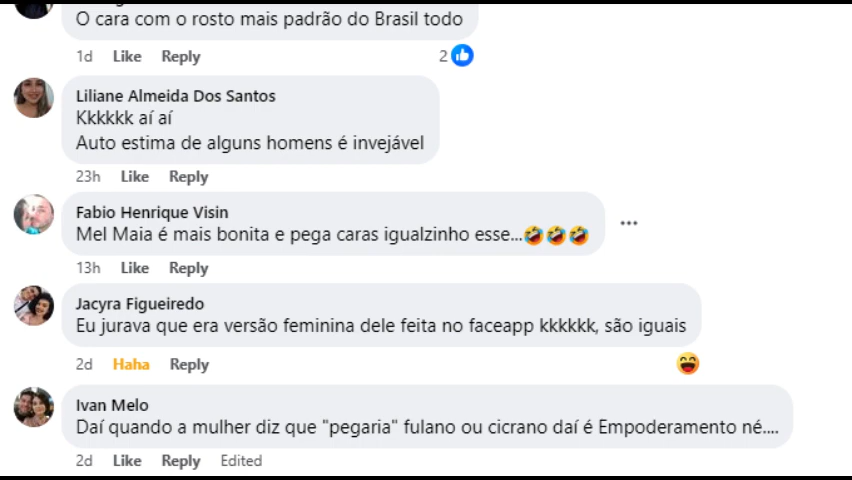 O cara com o rosto mais padrão do Brasil todo
1d Like Reply 2
Liliane Almeida Dos Santos
Kkkkkk aí aí
Auto estima de alguns homens é invejável
23h Like Reply
Fabio Henrique Visin
Mel Maia é mais bonita e pega caras igualzinho esse...🤣🤣🤣
13h Like Reply
Jacyra Figueiredo
Eu jurava que era versão feminina dele feita no faceapp kkkkkk, são iguais
2d Haha Reply
Ivan Melo
Daí quando a mulher diz que "pegaria" fulano ou cicrano daí é Empoderamento né....
2d Like Reply Edited